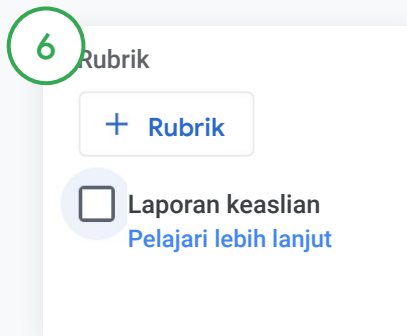 6
Rubrik
+ Rubrik
Laporan keaslian
Pelajari lebih lanjut